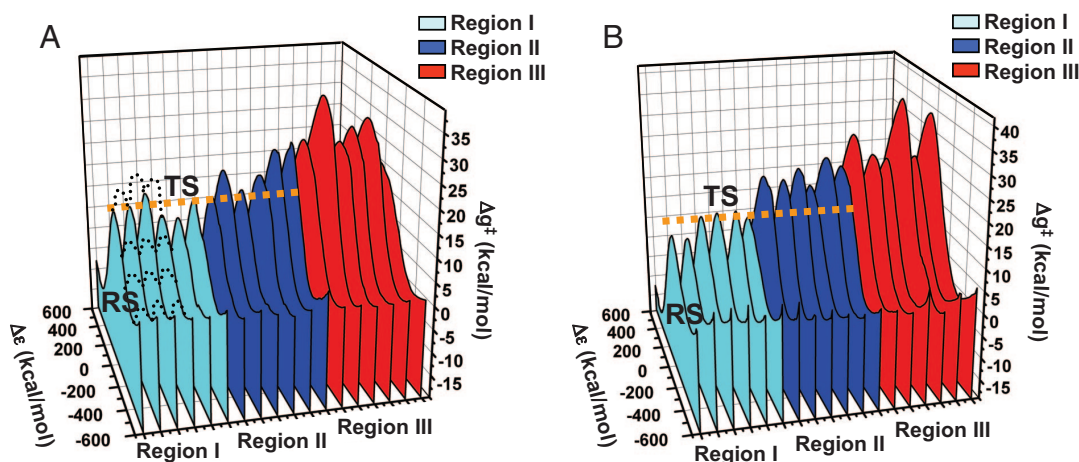 A
Region I
Region II
Region III
TS
RS
35
30
25
20
15
10
5
0
-5
-10
-15
Δg‡ (kcal/mol)
600
400
200
0
-200
-400
-600
Δε (kcal/mol)
Region I
Region II
Region III
B
Region I
Region II
Region III
TS
RS
40
35
30
25
20
15
10
5
0
-5
-10
-15
Δg‡ (kcal/mol)
600
400
200
0
-200
-400
-600
Δε (kcal/mol)
Region I
Region II
Region III